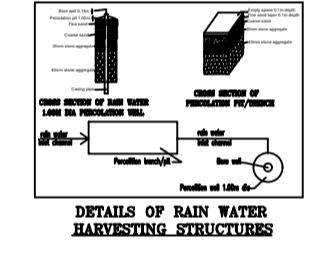 Bore well 0.15m
Percolation pit 1.00m
Fine sand
Coarse sand
20mm stone aggregate
40mm stone aggregate
Casing pipe
CROSS SECTION OF RAIN WATER
1.00M DIA PERCOLATION WELL
Empty space 0.1m depth
Fine sand layer 0.1m depth
Coarse sand
20mm stone aggregate
40mm stone aggregate
CROSS SECTION OF
PERCOLATION PIT/TRENCH
rain water
inlet channel
Percolation trench/pit
rain water
inlet channel
Bore well
Percolation well 1.00m dia
DETAILS OF RAIN WATER
HARVESTING STRUCTURES